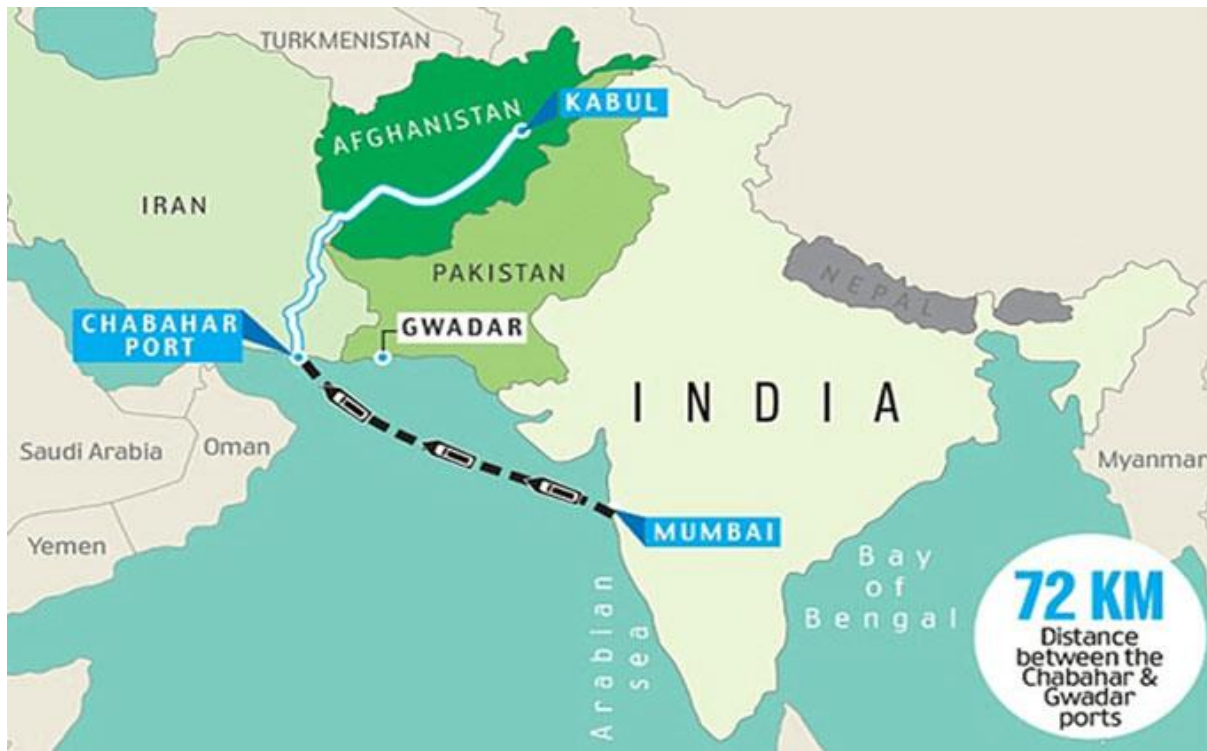 TURKMENISTAN
KABUL
AFGHANISTAN
IRAN
PAKISTAN
NEPAL
CHABAHAR
PORT
GWADAR
INDIA
Saudi Arabia
Oman
Myanmar
Yemen
MUMBAI
Arabian
sea
Bay
of
Bengal
72 KM
Distance
between the
Chabahar &
Gwadar
ports